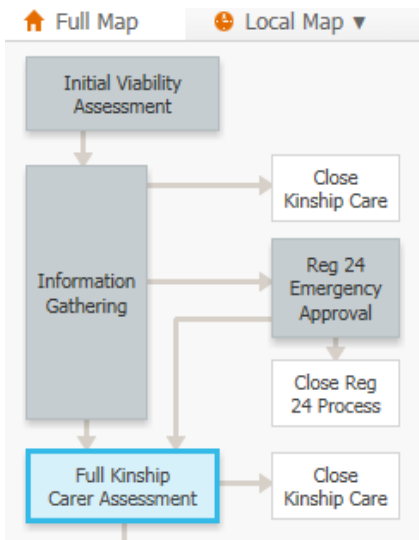 Full Map
Local Map ▼
Initial Viability
Assessment
Close
Kinship Care
Information
Gathering
Reg 24
Emergency
Approval
Close Reg
24 Process
Full Kinship
Carer Assessment
Close
Kinship Care